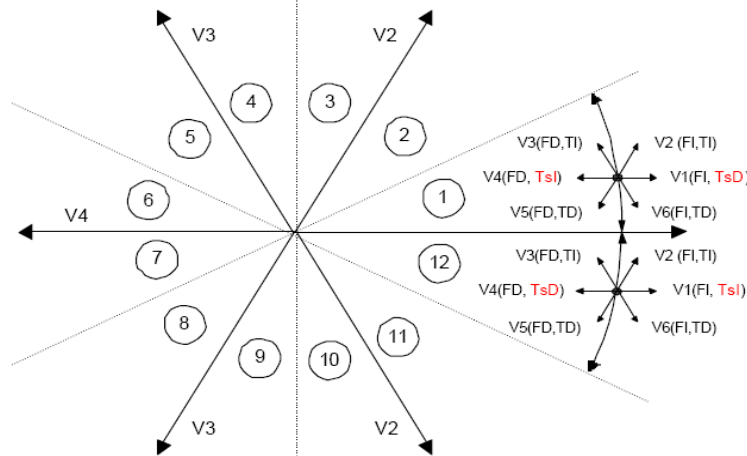 V3
V2
4
3
5
2
V3(FD,TI)
V2 (FI,TI)
6
1
V4(FD, TsI)
V1(FI, TsD)
V4
V5(FD,TD)
V6(FI,TD)
7
12
V3(FD,TI)
V2 (FI,TI)
V4(FD, TsD)
V1(FI, TsI)
8
11
V5(FD,TD)
V6(FI,TD)
9
10
V3
V2